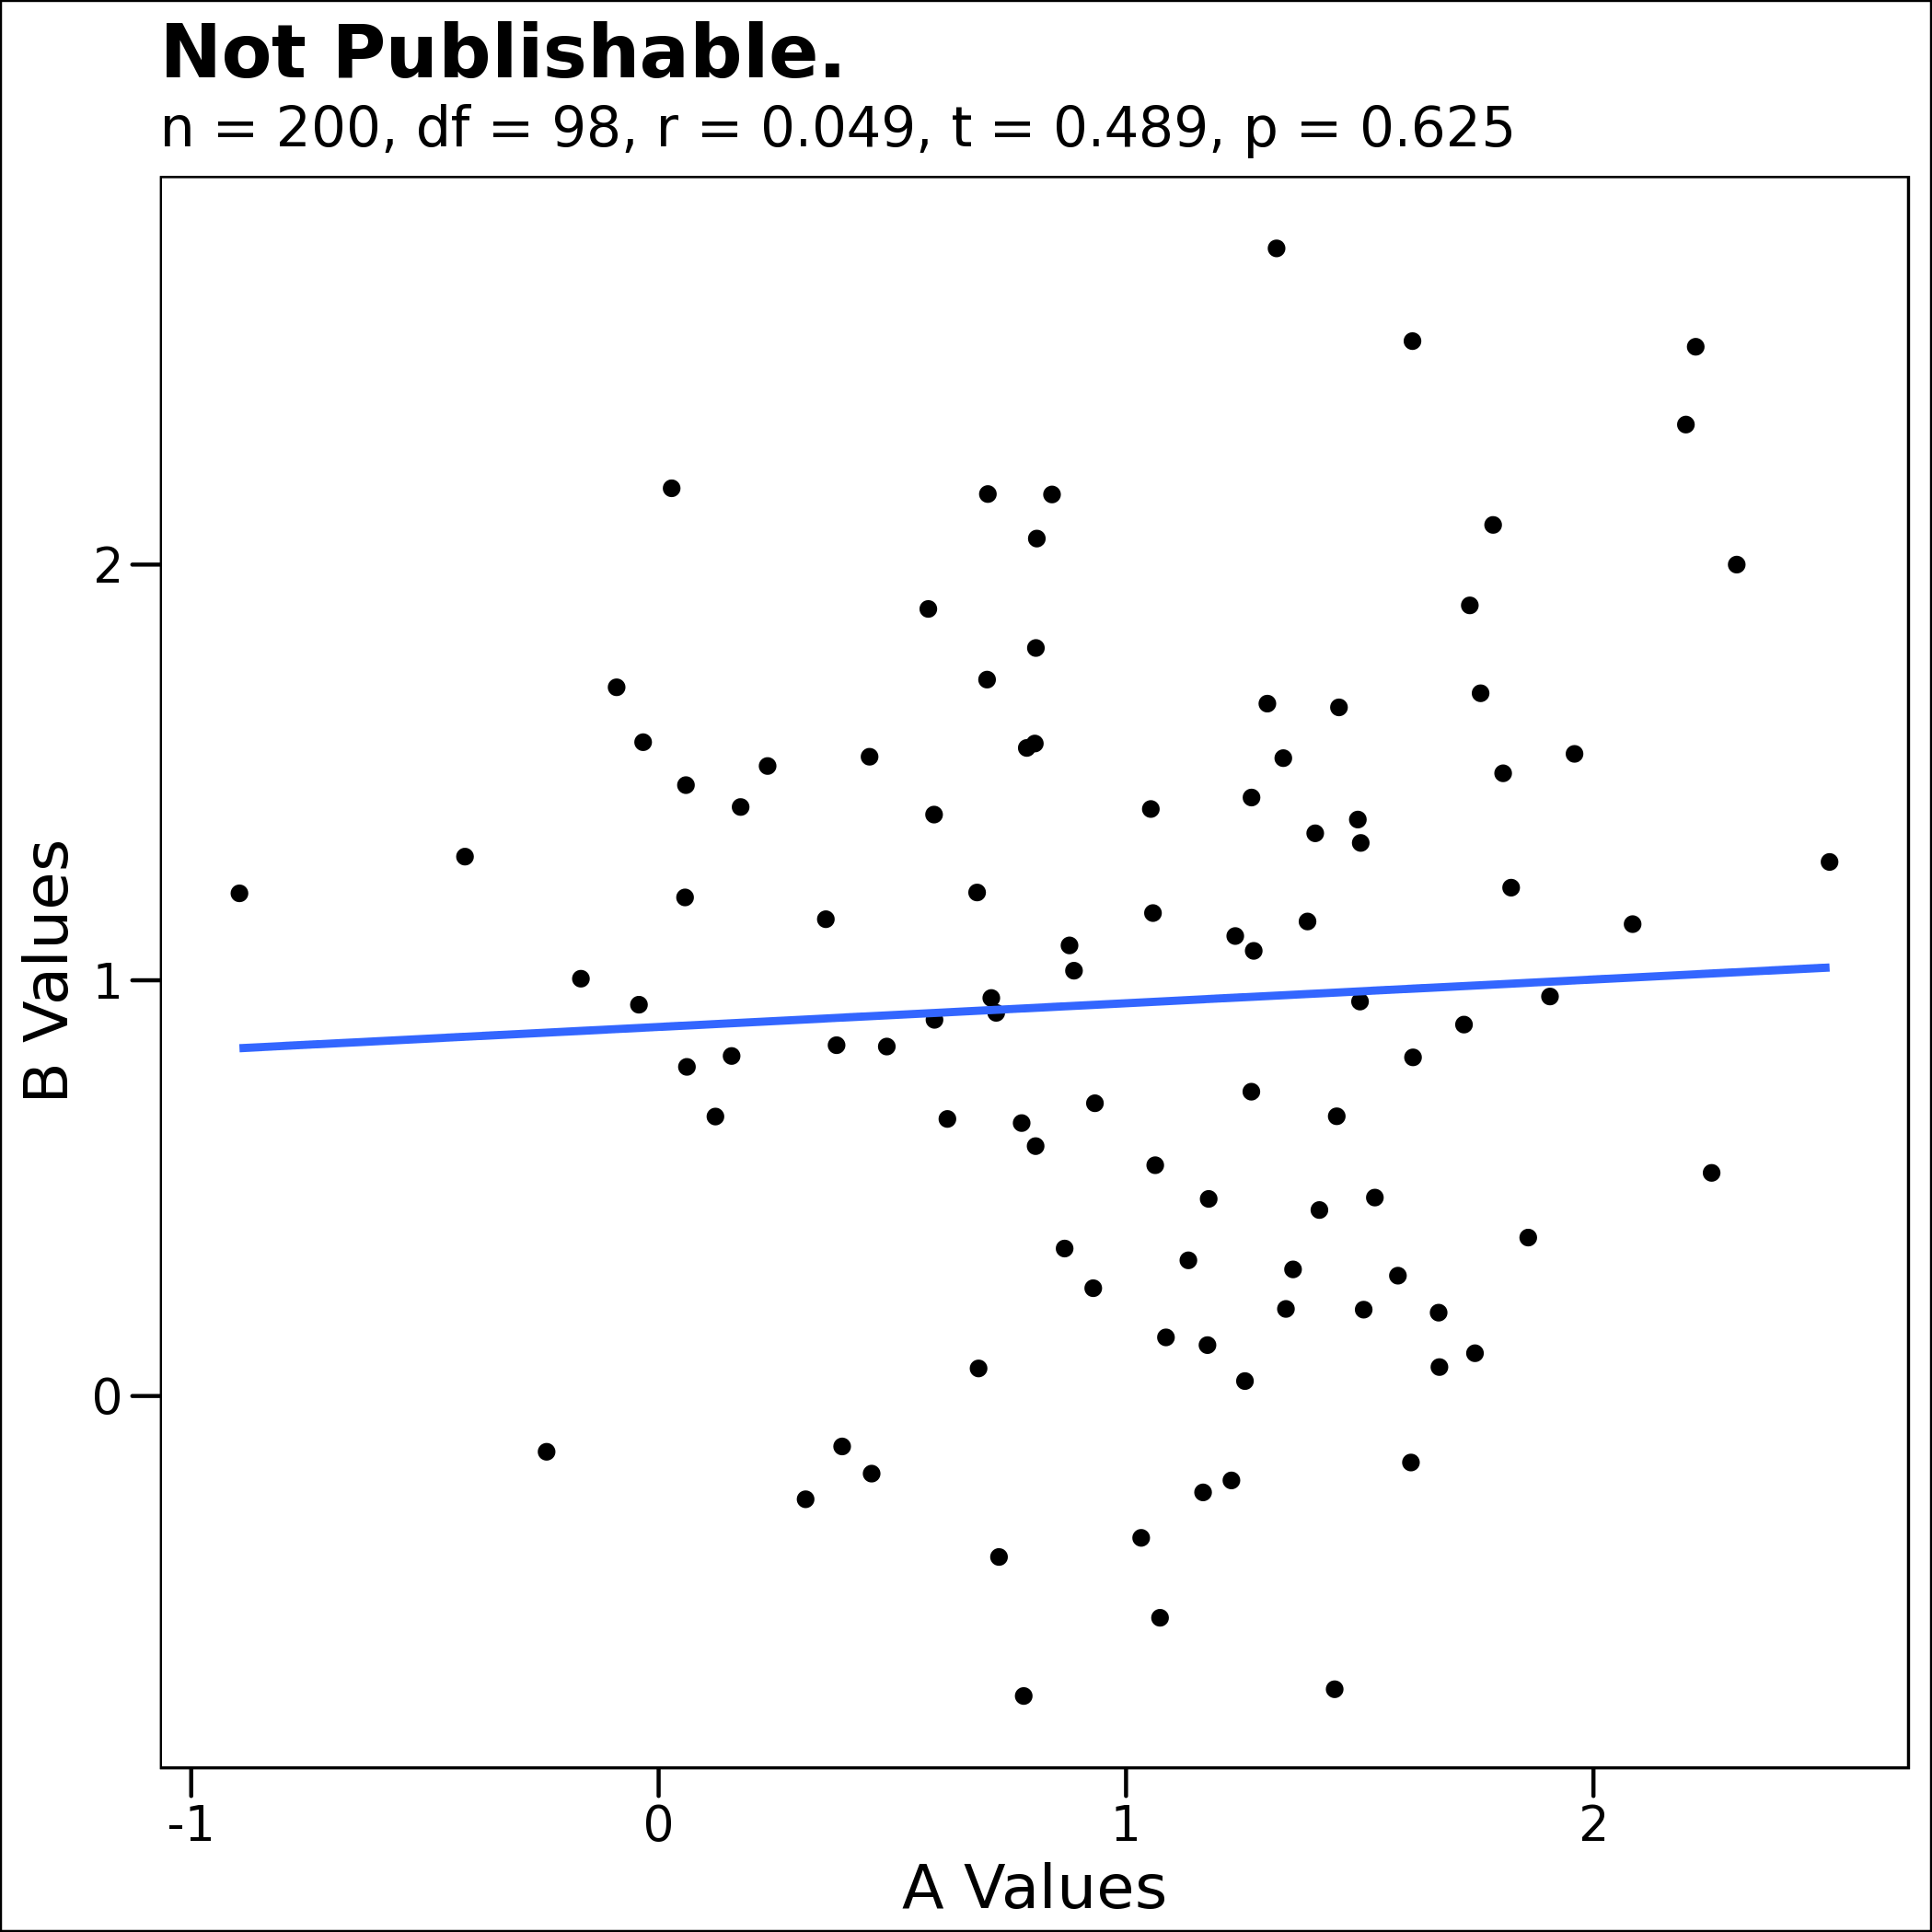 Not Publishable.
n = 200, df = 98, r = 0.049, t = 0.489, p = 0.625
2
1
0
B Values
-1 0 1 2
A Values